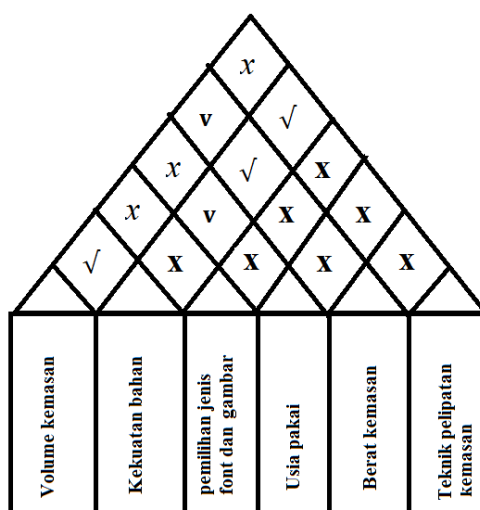 x
v √
x √ X
x v X X
√ X X X X
Volume kemasan
Kekuatan bahan
pemilihan jenis
font dan gambar
Usia pakai
Berat kemasan
Teknik pelipatan
kemasan